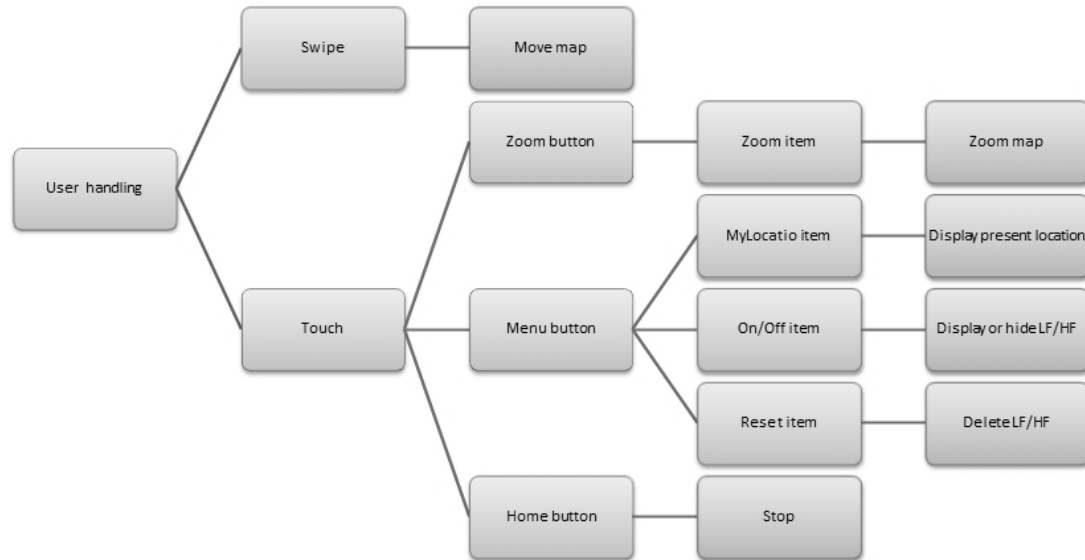 Swipe
Move map
Zoom button
Zoom item
Zoom map
User handling
MyLocatio item
Display present location
Touch
Menu button
On/Off item
Display or hide LF/HF
Reset item
Delete LF/HF
Home button
Stop